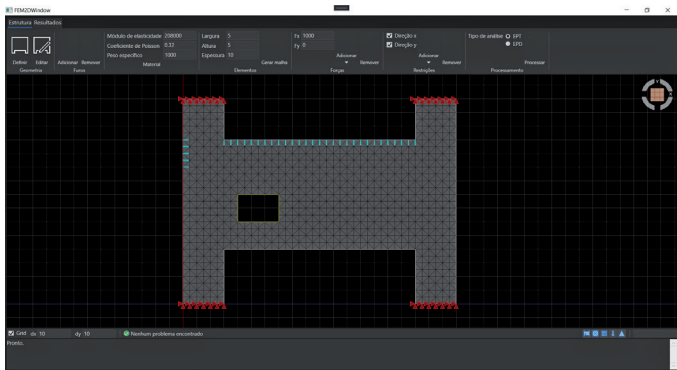 FEM2DWindow
Estrutura Resultados
Módulo de elasticidade 208000 Largura 5 Fx 1000 Direção x Tipo de análise EPT
Coeficiente de Poisson 0.32 Altura 5 Fy 0 Direção y EPD
Peso específico 1000 Espessura 10 Adicionar Adicionar
Definir Editar Adicionar Remover Gerar malha Remover Remover Processar
Geometria Furos Material Elementos Forças Restrições Processamento
Grid dx 10 dy 10 Nenhum problema encontrado
Pronto.